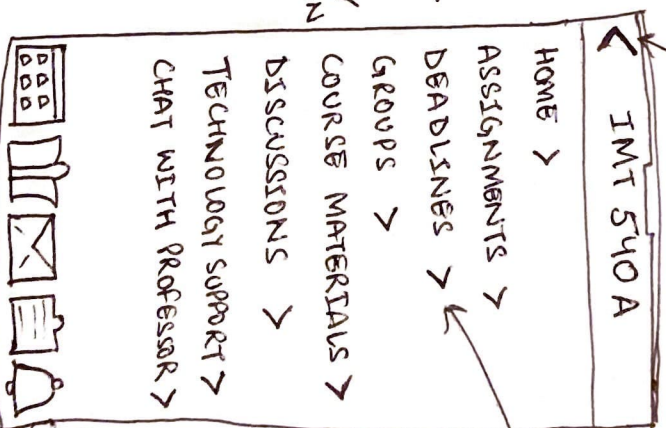 < IMT 540 A
HOME >
ASSIGNMENTS >
DEADLINES >
GROUPS >
COURSE MATERIALS >
DISCUSSIONS >
TECHNOLOGY SUPPORT >
CHAT WITH PROFESSOR >